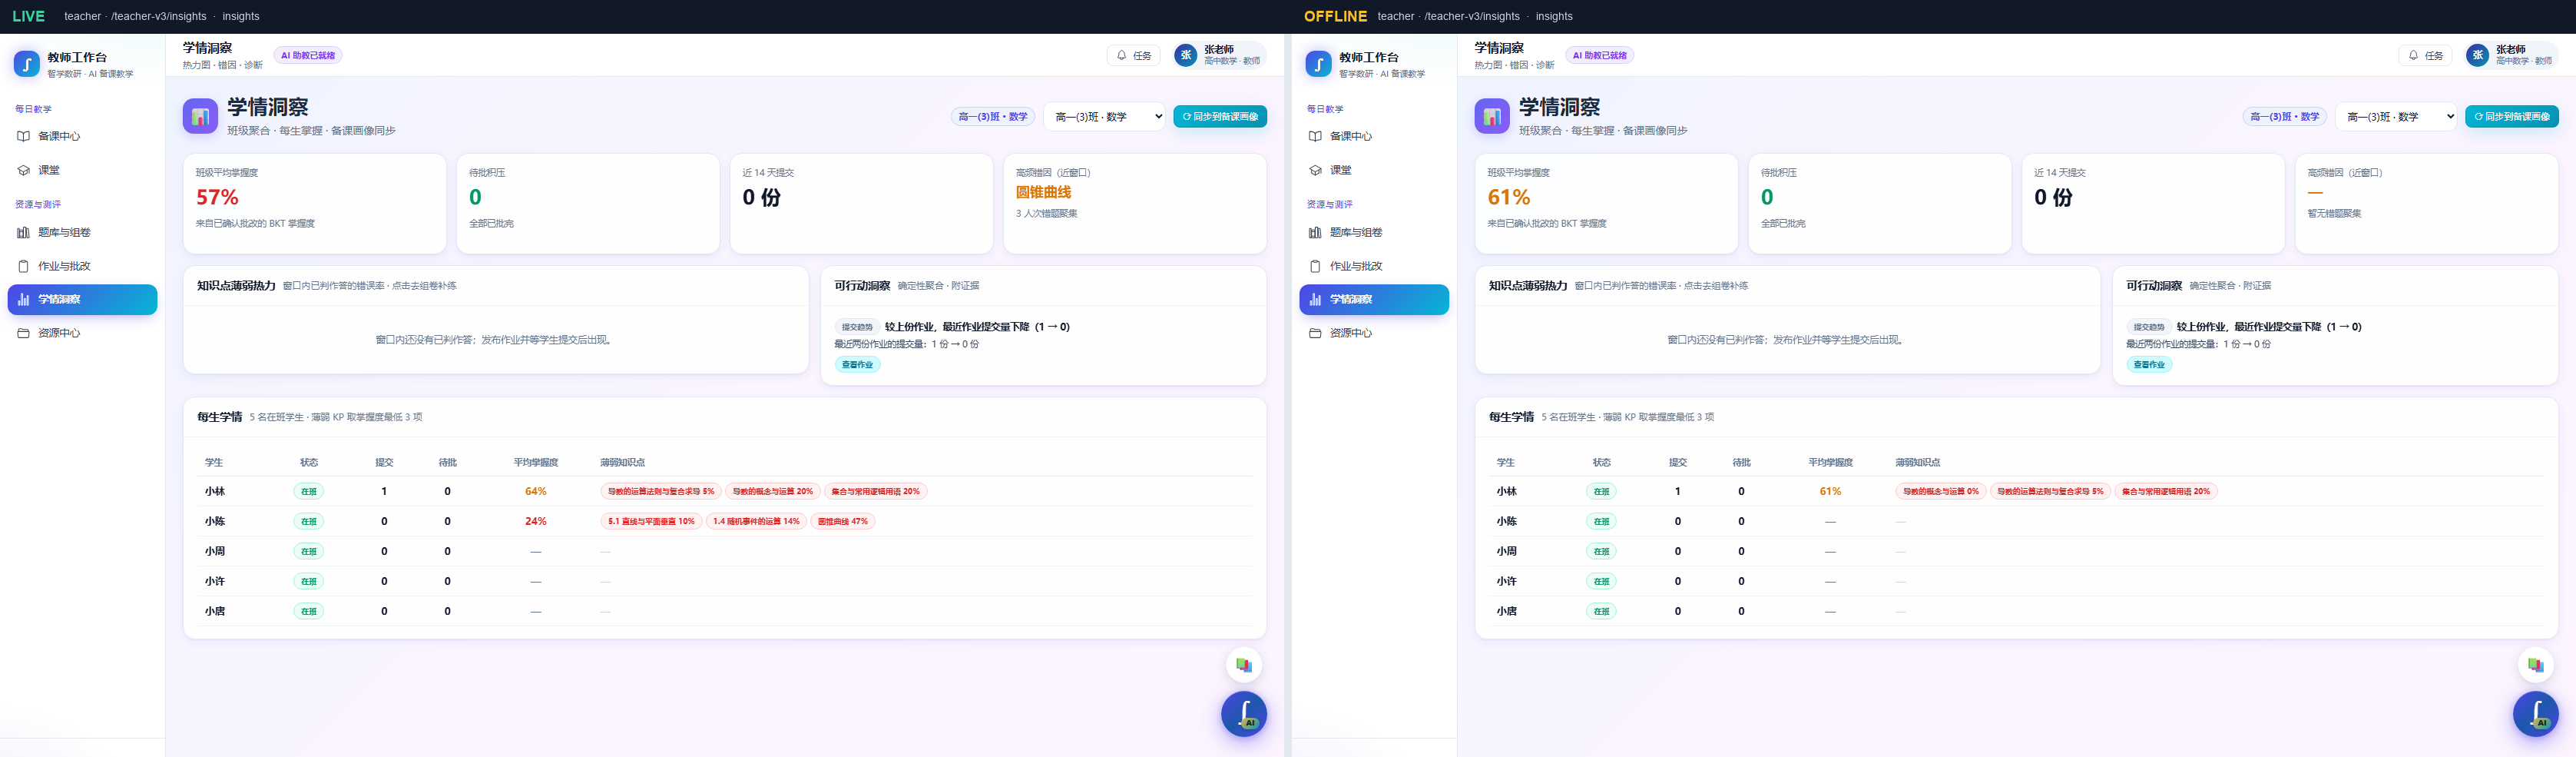 LIVE teacher · /teacher-v3/insights · insights
教师工作台
智学数研 · AI 备课教学
每日教学
备课中心
课堂
资源与测评
题库与组卷
作业与批改
学情洞察
资源中心
学情洞察
热力图 · 错因 · 诊断
AI 助教已就绪
任务
张
张老师
高中数学 · 教师
学情洞察
班级聚合 · 每生掌握 · 备课画像同步
高一(3)班 • 数学
高一(3)班 · 数学
同步到备课画像
班级平均掌握度
57%
来自已确认批改的 BKT 掌握度
待批积压
0
全部已批完
近 14 天提交
0 份
高频错因（近窗口）
圆锥曲线
3 人次错题聚集
知识点薄弱热力 窗口内已判作答的错误率 · 点击去组卷补练
窗口内还没有已判作答；发布作业并等学生提交后出现。
可行动洞察 确定性聚合 · 附证据
提交趋势 较上份作业，最近作业提交量下降（1 → 0）
最近两份作业的提交量：1 份 → 0 份
查看作业
每生学情 5 名在班学生 · 薄弱 KP 取掌握度最低 3 项
学生 状态 提交 待批 平均掌握度 薄弱知识点
小林 在班 1 0 64% 导数的运算法则与复合求导 5% 导数的概念与运算 20% 集合与常用逻辑用语 20%
小陈 在班 0 0 24% 5.1 直线与平面垂直 10% 1.4 随机事件的运算 14% 圆锥曲线 47%
小周 在班 0 0 — —
小许 在班 0 0 — —
小唐 在班 0 0 — —
AI
OFFLINE teacher · /teacher-v3/insights · insights
教师工作台
智学数研 · AI 备课教学
每日教学
备课中心
课堂
资源与测评
题库与组卷
作业与批改
学情洞察
资源中心
学情洞察
热力图 · 错因 · 诊断
AI 助教已就绪
任务
张
张老师
高中数学 · 教师
学情洞察
班级聚合 · 每生掌握 · 备课画像同步
高一(3)班 • 数学
高一(3)班 · 数学
同步到备课画像
班级平均掌握度
61%
来自已确认批改的 BKT 掌握度
待批积压
0
全部已批完
近 14 天提交
0 份
高频错因（近窗口）
—
暂无错题聚集
知识点薄弱热力 窗口内已判作答的错误率 · 点击去组卷补练
窗口内还没有已判作答；发布作业并等学生提交后出现。
可行动洞察 确定性聚合 · 附证据
提交趋势 较上份作业，最近作业提交量下降（1 → 0）
最近两份作业的提交量：1 份 → 0 份
查看作业
每生学情 5 名在班学生 · 薄弱 KP 取掌握度最低 3 项
学生 状态 提交 待批 平均掌握度 薄弱知识点
小林 在班 1 0 61% 导数的概念与运算 0% 导数的运算法则与复合求导 5% 集合与常用逻辑用语 20%
小陈 在班 0 0 — —
小周 在班 0 0 — —
小许 在班 0 0 — —
小唐 在班 0 0 — —
AI